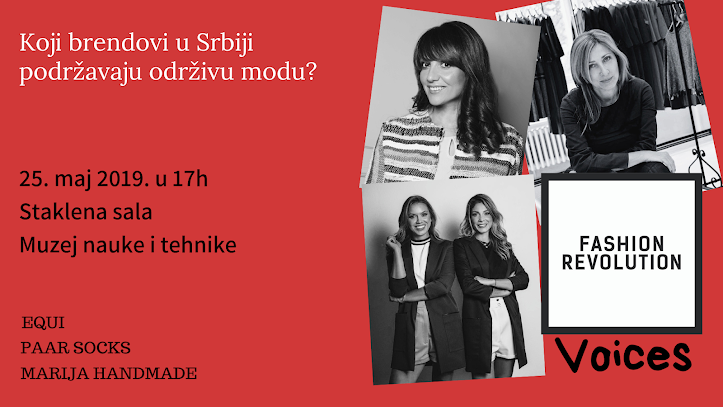 Koji brendovi u Srbiji
podržavaju održivu modu?
25. maj 2019. u 17h
Staklena sala
Muzej nauke i tehnike
EQUI
PAAR SOCKS
MARIJA HANDMADE
FASHION
REVOLUTION
Voices